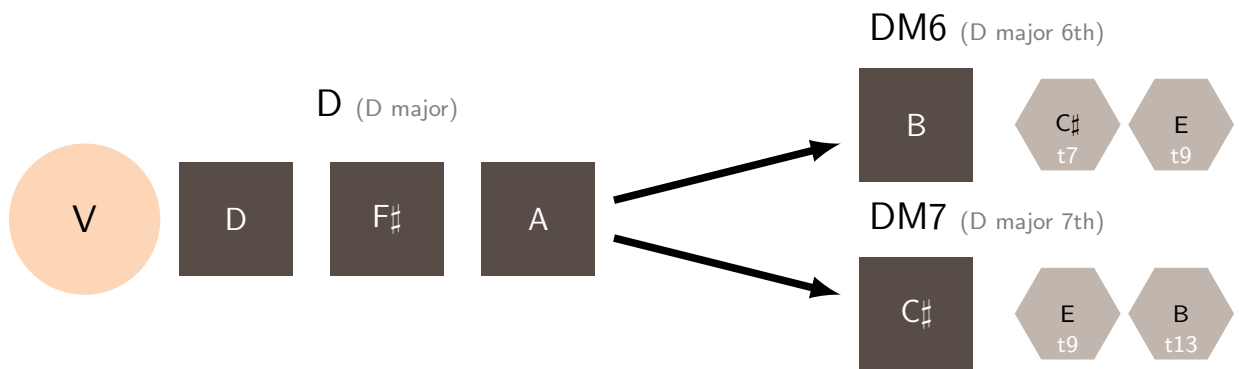 DM6 (D major 6th)
D (D major)
B
C♯
t7
E
t9
V
D
F♯
A
DM7 (D major 7th)
C♯
E
t9
B
t13